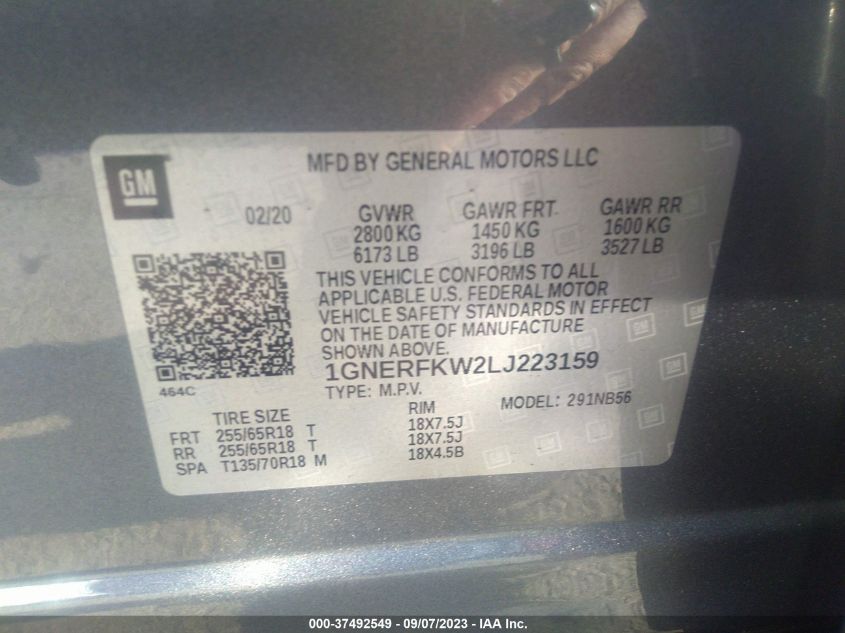 GM
MFD BY GENERAL MOTORS LLC
02/20
GVWR GAWR FRT. GAWR RR
2800 KG 1450 KG 1600 KG
6173 LB 3196 LB 3527 LB
THIS VEHICLE CONFORMS TO ALL
APPLICABLE U.S. FEDERAL MOTOR
VEHICLE SAFETY STANDARDS IN EFFECT
ON THE DATE OF MANUFACTURE
SHOWN ABOVE.
1GNERFKW2LJ223159
464C
TYPE: M.P.V. MODEL: 291NB56
TIRE SIZE RIM
FRT 255/65R18 T 18X7.5J
RR 255/65R18 T 18X7.5J
SPA T135/70R18 M 18X4.5B
000-37492549 - 09/07/2023 - IAA Inc.